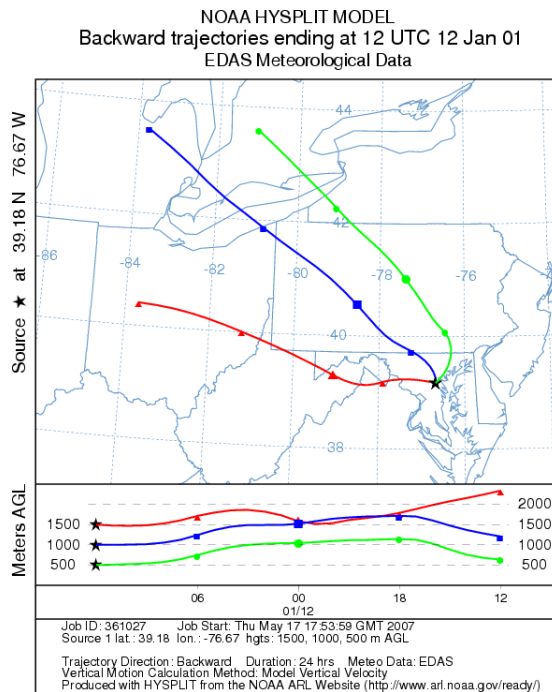 NOAA HYSPLIT MODEL
Backward trajectories ending at 12 UTC 12 Jan 01
EDAS Meteorological Data
Source ★ at 39.18 N 76.67 W
44
42
-86
-84
-82
-80
-78
-76
40
38
Meters AGL
1500
1000
500
2000
1500
1000
500
06 00 18 12
01/12
Job ID: 361027 Job Start: Thu May 17 17:53:59 GMT 2007
Source 1 lat.: 39.18 lon.: -76.67 hgts: 1500, 1000, 500 m AGL
Trajectory Direction: Backward Duration: 24 hrs Meteo Data: EDAS
Vertical Motion Calculation Method: Model Vertical Velocity
Produced with HYSPLIT from the NOAA ARL Website (http://www.arl.noaa.gov/ready/)